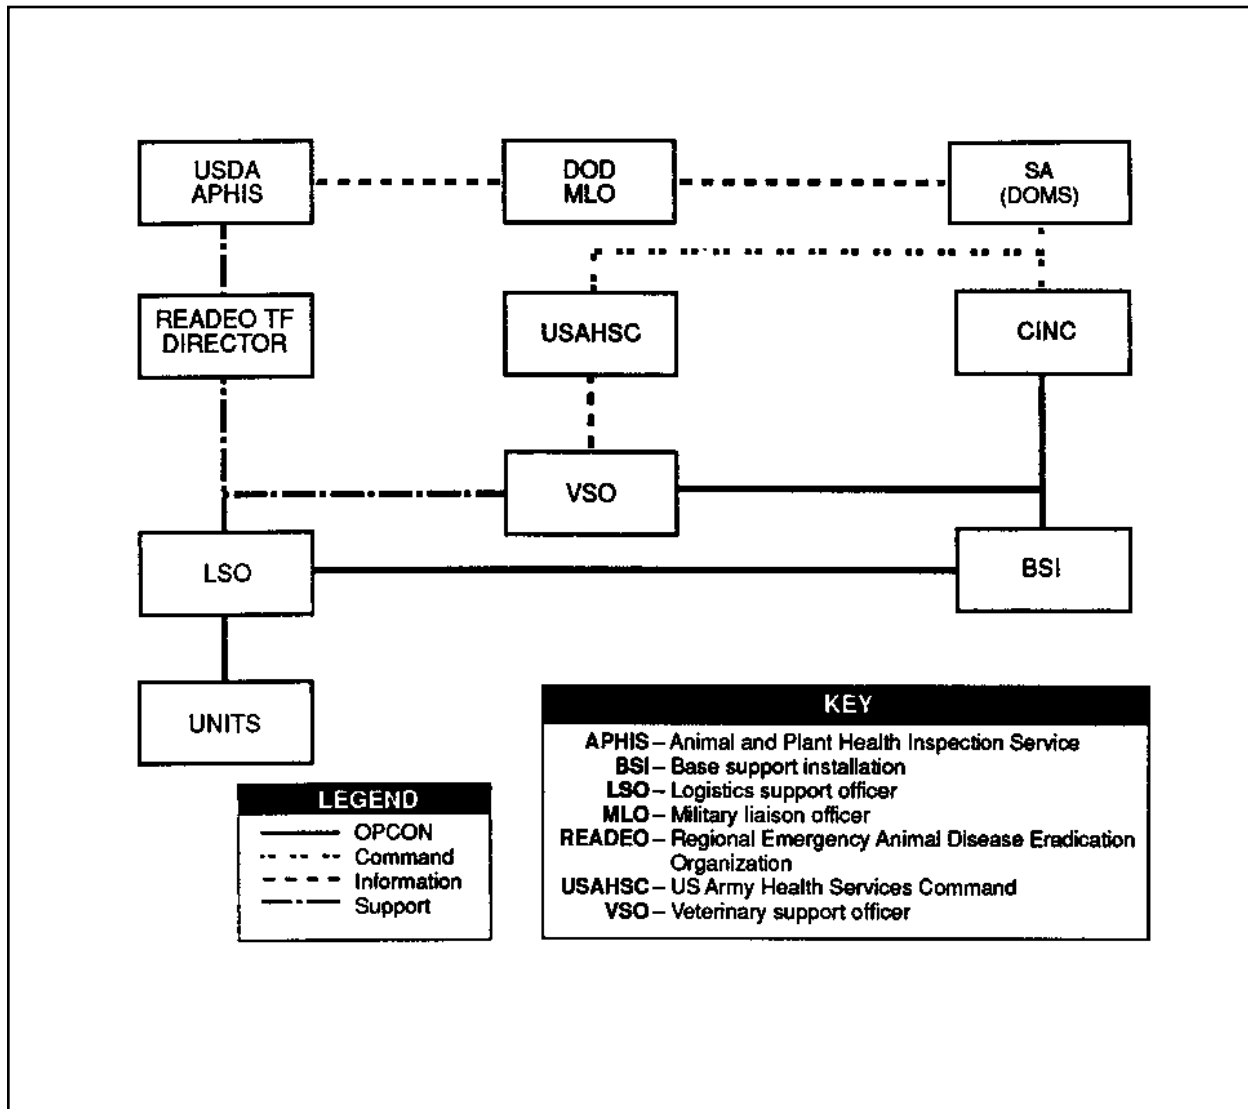 USDA
APHIS
DOD
MLO
SA
(DOMS)
READEO TF
DIRECTOR
USAHSC
CINC
VSO
LSO
BSI
UNITS
LEGEND
OPCON
Command
Information
Support
KEY
APHIS – Animal and Plant Health Inspection Service
BSI – Base support installation
LSO – Logistics support officer
MLO – Military liaison officer
READEO – Regional Emergency Animal Disease Eradication
Organization
USAHSC – US Army Health Services Command
VSO – Veterinary support officer